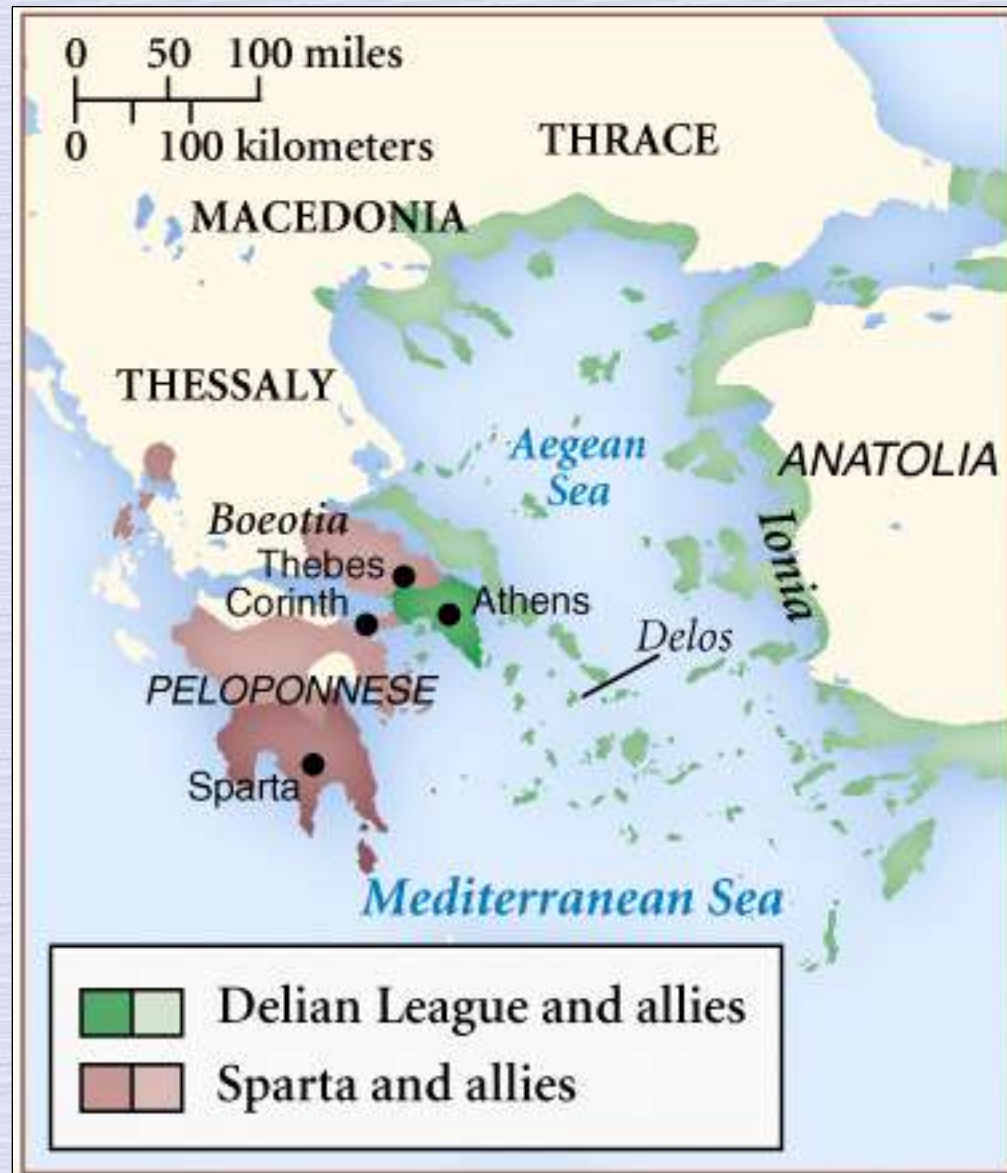 0 50 100 miles
0 100 kilometers
THRACE
MACEDONIA
THESSALY
Aegean
Sea
ANATOLIA
Ionia
Boeotia
Thebes
Corinth
Athens
Delos
PELOPONNESE
Sparta
Mediterranean Sea
Delian League and allies
Sparta and allies